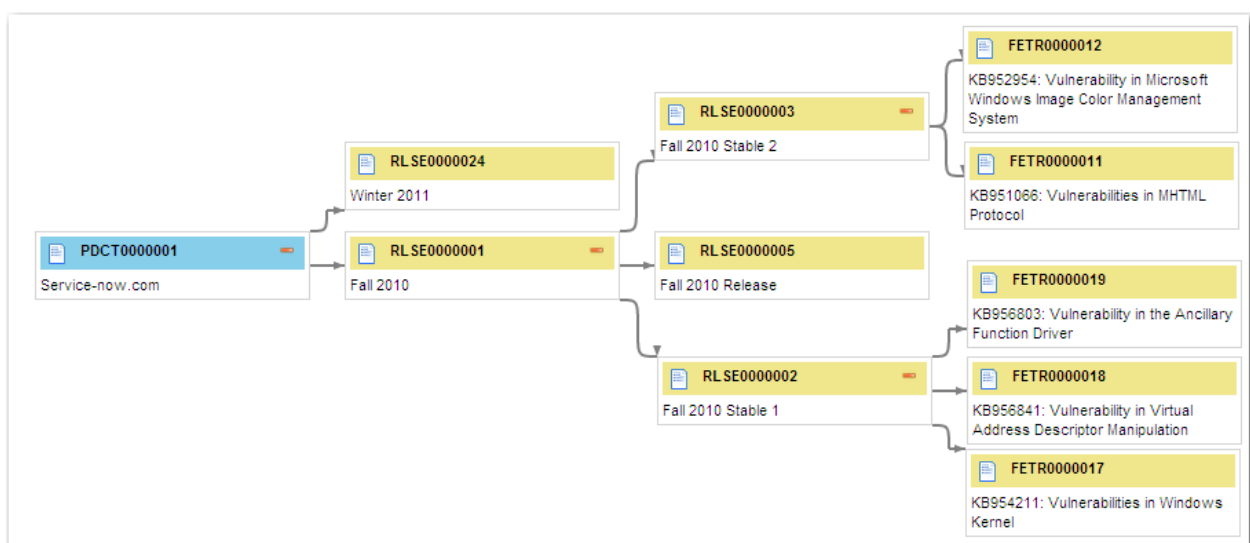 PDCT0000001
Service-now.com
RLSE0000024
Winter 2011
RLSE0000001
Fall 2010
RLSE0000003
Fall 2010 Stable 2
RLSE0000005
Fall 2010 Release
RLSE0000002
Fall 2010 Stable 1
FETR0000012
KB952954: Vulnerability in Microsoft
Windows Image Color Management
System
FETR0000011
KB951066: Vulnerabilities in MHTML
Protocol
FETR0000019
KB956803: Vulnerability in the Ancillary
Function Driver
FETR0000018
KB956841: Vulnerability in Virtual
Address Descriptor Manipulation
FETR0000017
KB954211: Vulnerabilities in Windows
Kernel